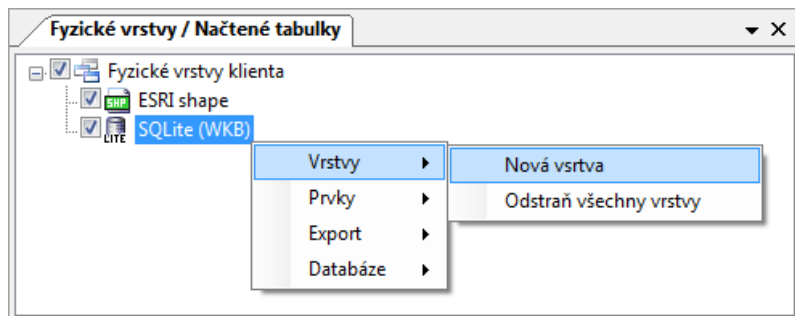 Fyzické vrstvy / Načtené tabulky
Fyzické vrstvy klienta
SHP ESRI shape
LITE SQLite (WKB)
Vrstvy
Nová vsrtva
Prvky
Odstraň všechny vrstvy
Export
Databáze